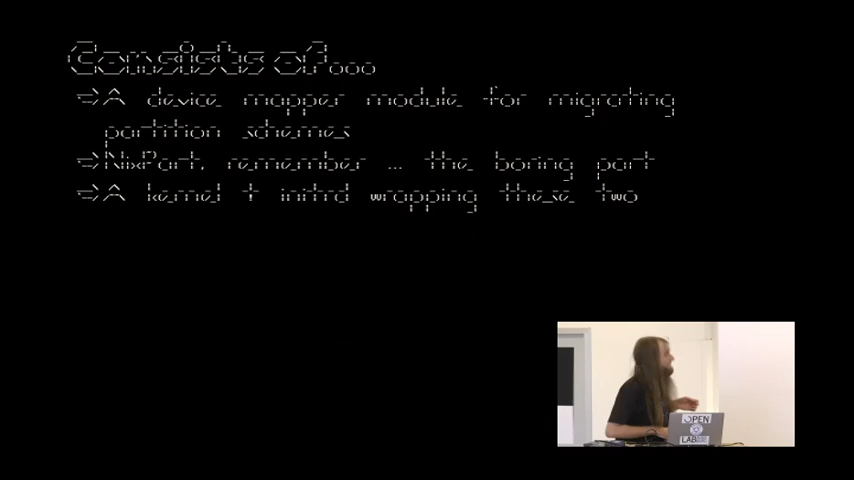 Consists of...
=>A device mapper module for migrating
partition schemes
=>NixPart, remember ... the boring part
=>A kernel + initrd wrapping these two
OPEN
LAB